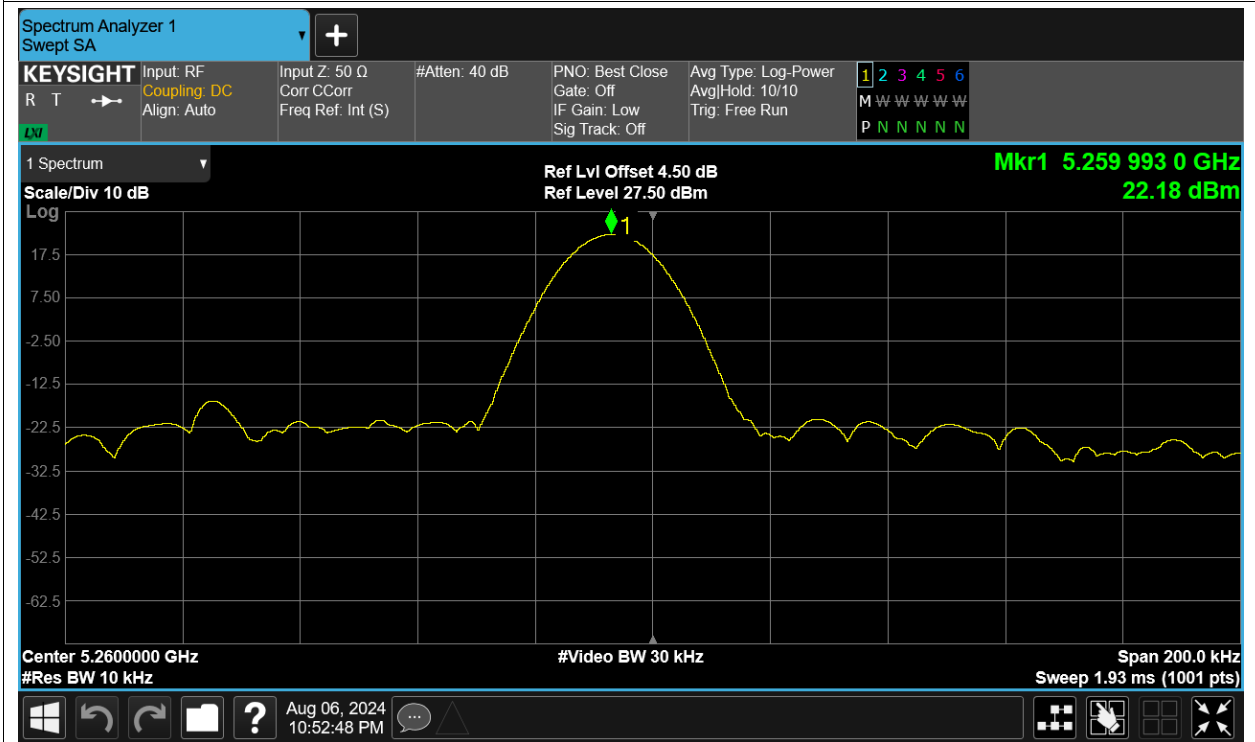 Spectrum Analyzer 1
Swept SA
+
KEYSIGHT
R T
LXI
Input: RF
Coupling: DC
Align: Auto
Input Z: 50 Ω
Corr CCorr
Freq Ref: Int (S)
#Atten: 40 dB
PNO: Best Close
Gate: Off
IF Gain: Low
Sig Track: Off
Avg Type: Log-Power
Avg|Hold: 10/10
Trig: Free Run
1 2 3 4 5 6
M W W W W W
P N N N N N
1 Spectrum
Scale/Div 10 dB
Log
Ref Lvl Offset 4.50 dB
Ref Level 27.50 dBm
Mkr1 5.259 993 0 GHz
22.18 dBm
1
17.5
7.50
-2.50
-12.5
-22.5
-32.5
-42.5
-52.5
-62.5
Center 5.2600000 GHz
#Video BW 30 kHz
Span 200.0 kHz
#Res BW 10 kHz
Sweep 1.93 ms (1001 pts)
?
Aug 06, 2024
10:52:48 PM